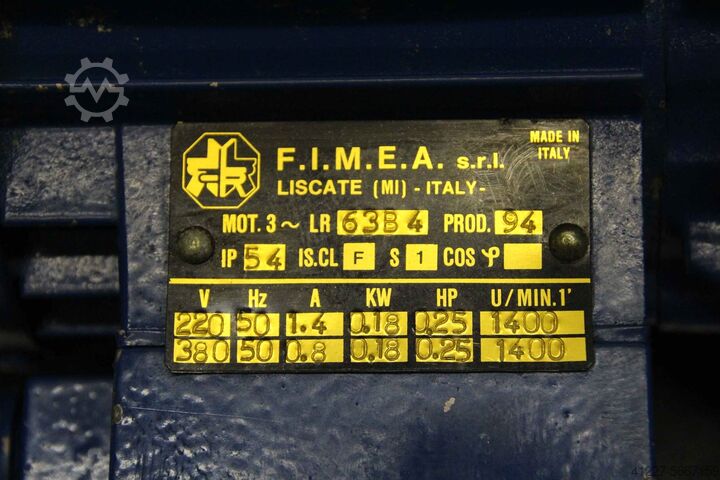 F.I.M.E.A. s.r.l.
MADE IN
ITALY
LISCATE (MI) - ITALY-
MOT. 3~ LR 63B4 PROD. 94
IP 54 IS.CL F S 1 COS φ
V Hz A KW HP U/MIN.1'
220 50 1.4 0.18 0.25 1400
380 50 0.8 0.18 0.25 1400